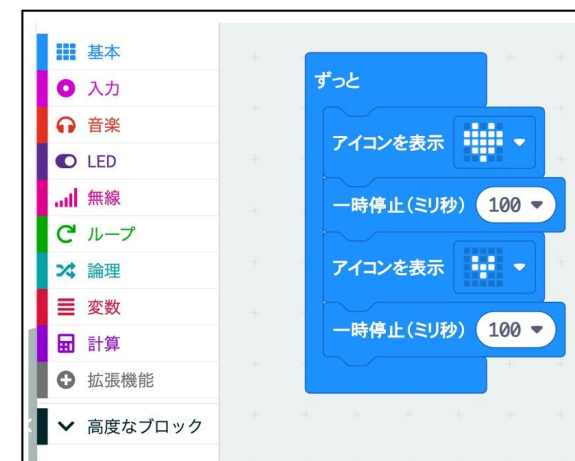 基本
入力
音楽
LED
無線
ループ
論理
変数
計算
拡張機能
高度なブロック
ずっと
アイコンを表示
一時停止(ミリ秒) 100
アイコンを表示
一時停止(ミリ秒) 100